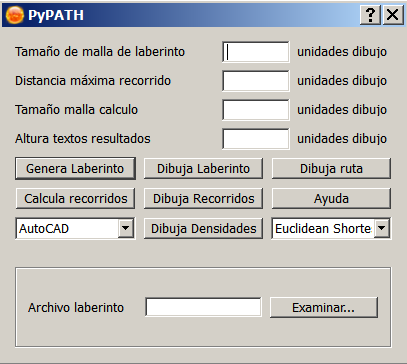 PyPATH
Tamaño de malla de laberinto unidades dibujo
Distancia máxima recorrido unidades dibujo
Tamaño malla calculo unidades dibujo
Altura textos resultados unidades dibujo
Genera Laberinto Dibuja Laberinto Dibuja ruta
Calcula recorridos Dibuja Recorridos Ayuda
AutoCAD Dibuja Densidades Euclidean Shorte
Archivo laberinto Examinar...